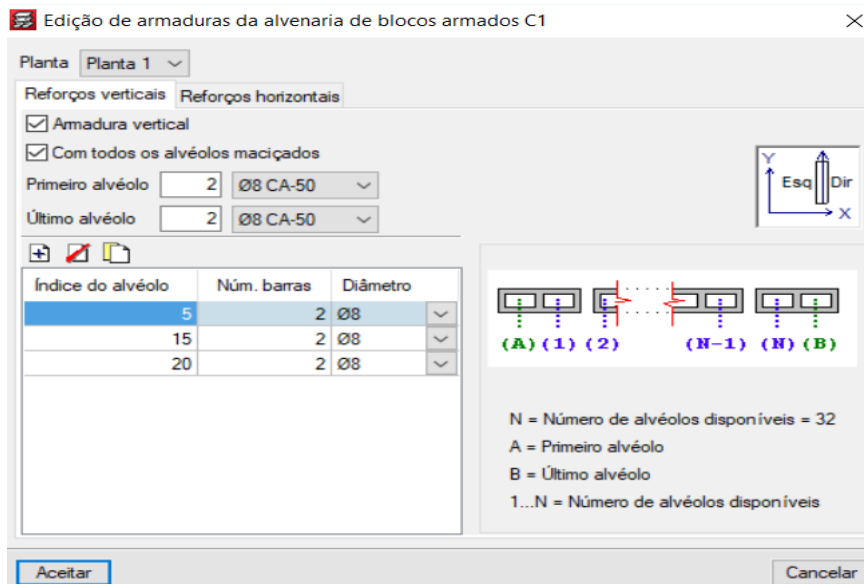 Edição de armaduras da alvenaria de blocos armados C1
Planta Planta 1
Reforços verticais Reforços horizontais
Armadura vertical
Com todos os alvéolos maciçados
Primeiro alvéolo 2 Ø8 CA-50
Último alvéolo 2 Ø8 CA-50
Y Esq Dir X
Índice do alvéolo Núm. barras Diâmetro
5 2 Ø8
15 2 Ø8
20 2 Ø8
(A) (1) (2) (N-1) (N) (B)
N = Número de alvéolos disponíveis = 32
A = Primeiro alvéolo
B = Último alvéolo
1...N = Número de alvéolos disponíveis
Aceitar Cancelar